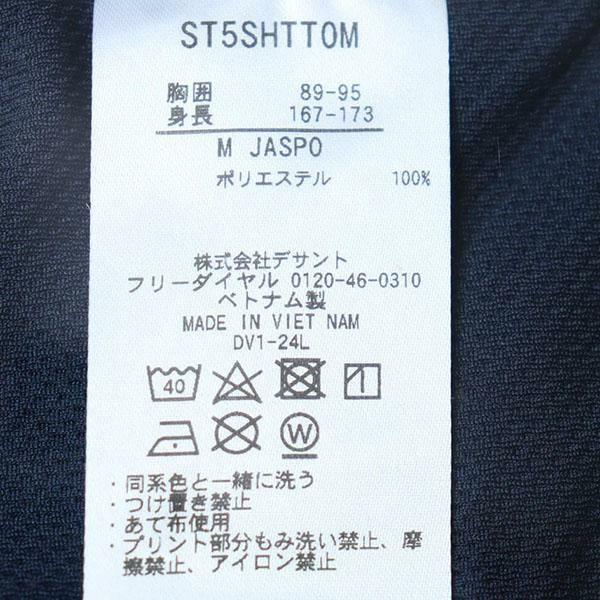 ST5SHTT0M
胸囲 89-95
身長 167-173
M JASPO
ポリエステル 100%
株式会社デサント
フリーダイヤル 0120-46-0310
ベトナム製
MADE IN VIET NAM
DV1-24L
40 1
W
・同系色と一緒に洗う
・つけ置き禁止
・あて布使用
・プリント部分もみ洗い禁止、摩
擦禁止、アイロン禁止